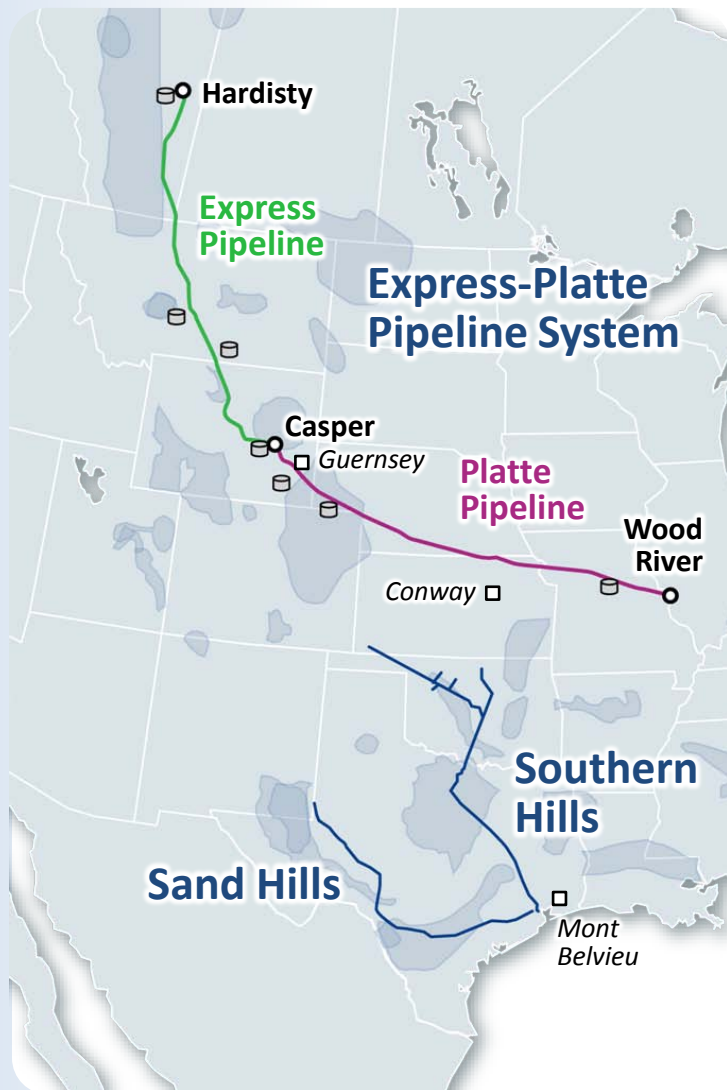 Hardisty
Express
Pipeline
Express-Platte
Pipeline System
Casper
Guernsey
Platte
Pipeline
Wood
River
Conway
Southern
Hills
Sand Hills
Mont
Belvieu